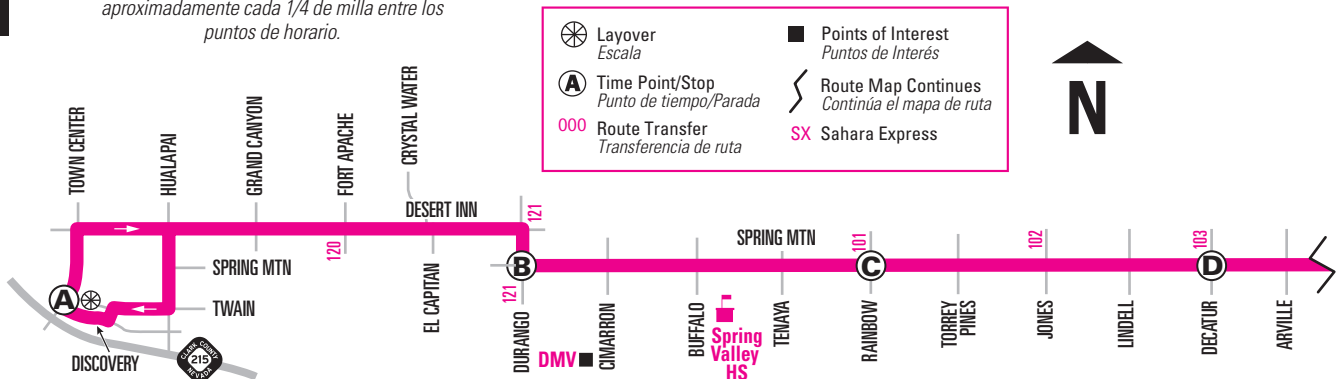 aproximadamente cada 1/4 de milla entre los
puntos de horario.
Layover
Escala
A
Time Point/Stop
Punto de tiempo/Parada
000
Route Transfer
Transferencia de ruta
Points of Interest
Puntos de Interés
Route Map Continues
Continúa el mapa de ruta
SX Sahara Express
N
TOWN CENTER
HUALAPAI
GRAND CANYON
FORT APACHE
CRYSTAL WATER
120
DESERT INN
121
SPRING MTN
TWAIN
A
DISCOVERY
CLARK COUNTY
215
NEVADA
EL CAPITAN
B
121
DURANGO
DMV
CIMARRON
BUFFALO
Spring
Valley
HS
SPRING MTN
TENAYA
101
C
RAINBOW
TORREY
PINES
102
JONES
LINDELL
103
D
DECATUR
ARVILLE